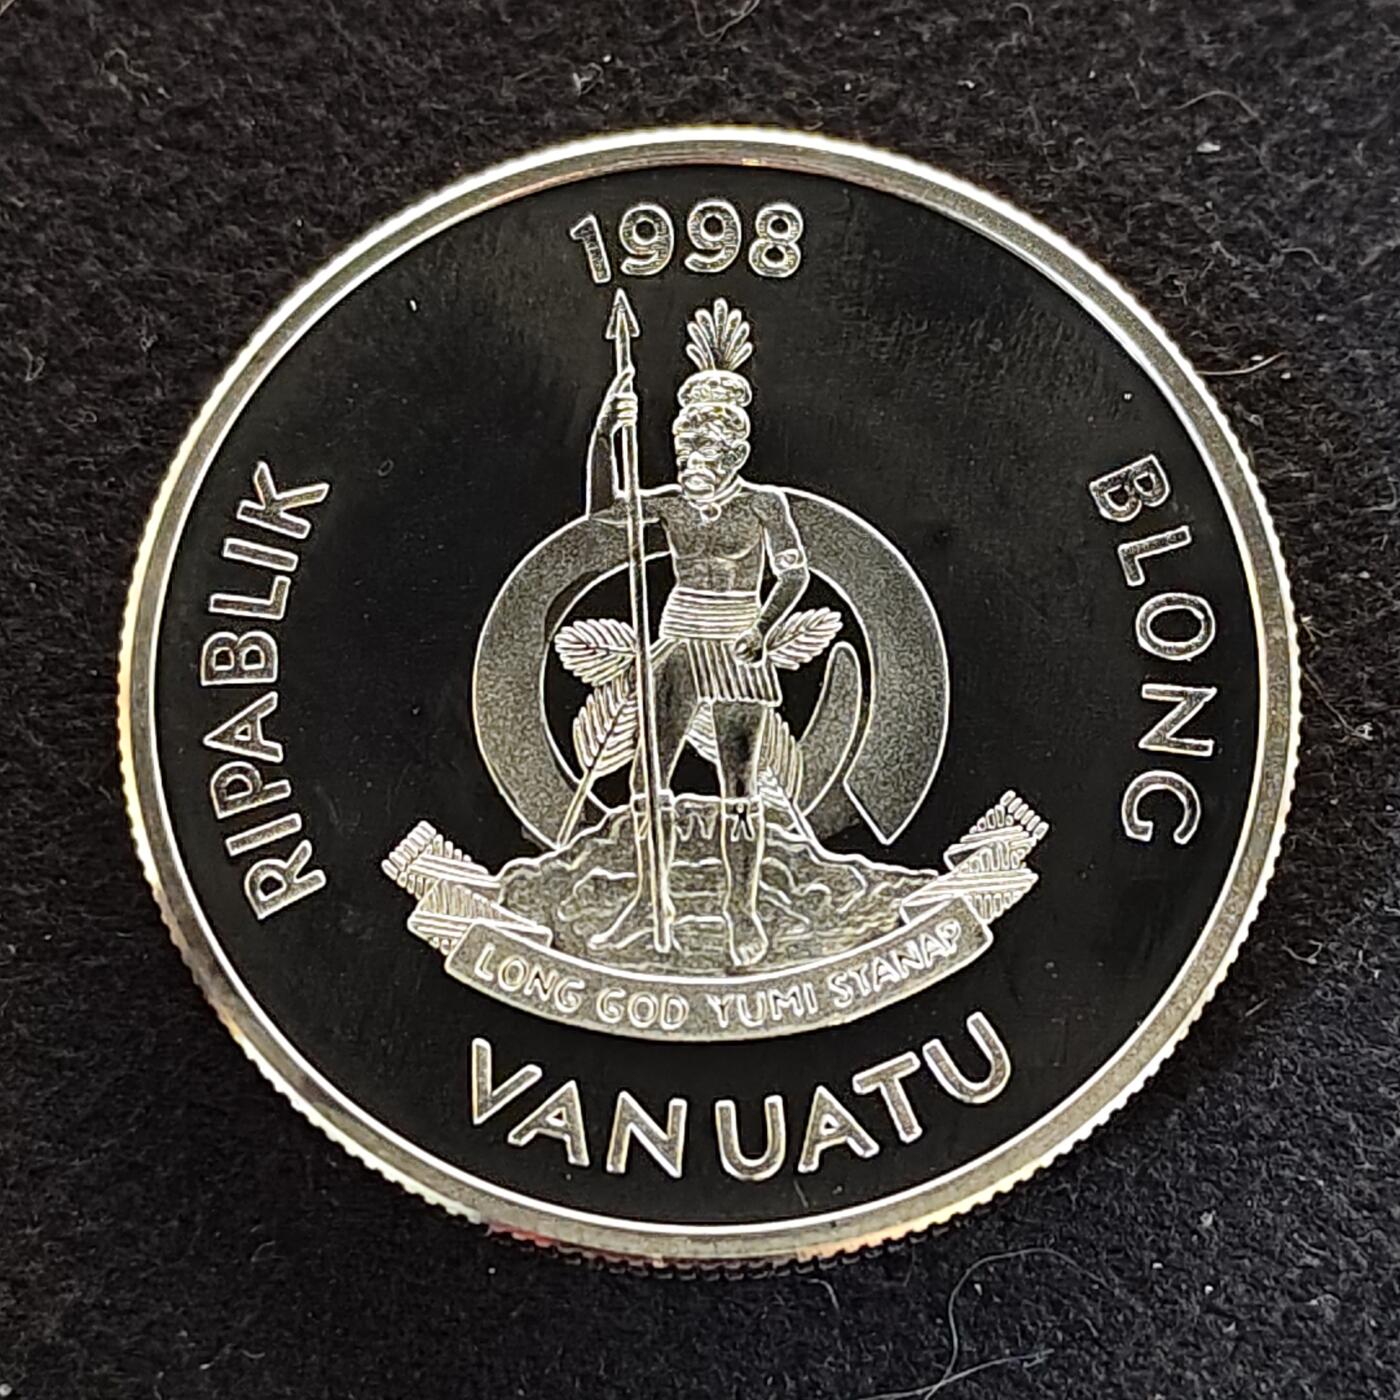 1998
RIPABLIK
BLONG
LONG GOD YUMI STANAP
VANUATU